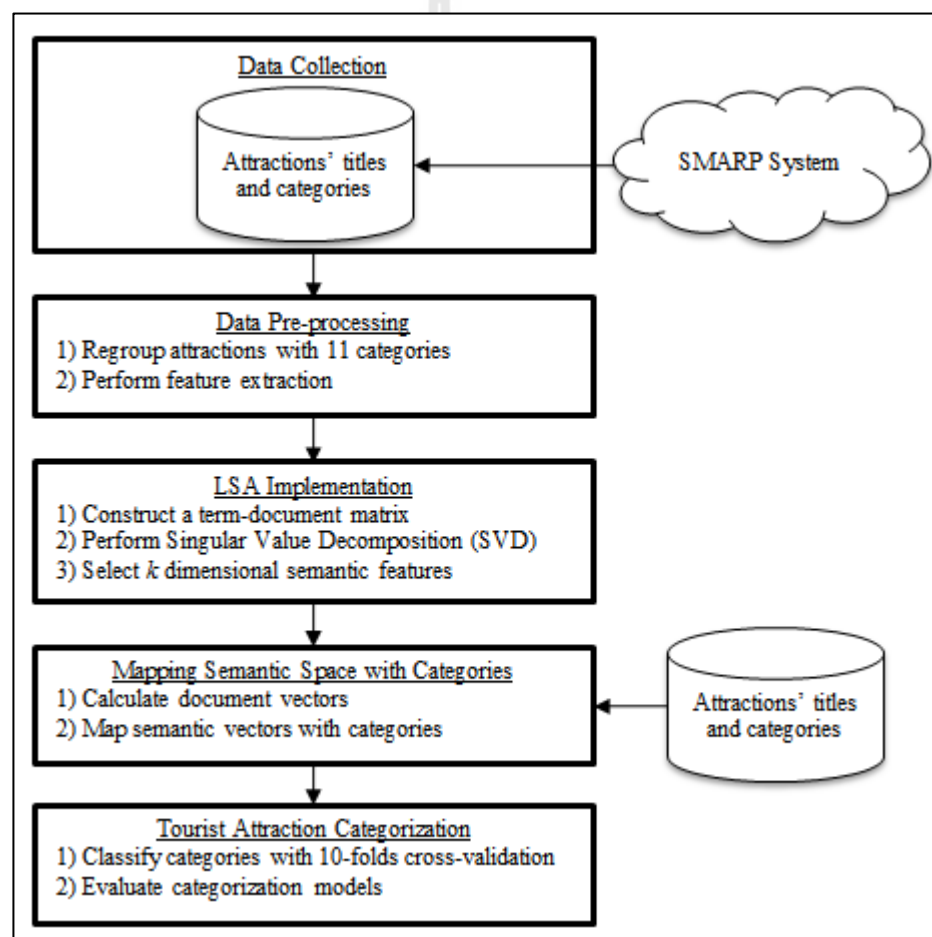 Data Collection
Attractions' titles
and categories
SMARP System
Data Pre-processing
1) Regroup attractions with 11 categories
2) Perform feature extraction
LSA Implementation
1) Construct a term-document matrix
2) Perform Singular Value Decomposition (SVD)
3) Select k dimensional semantic features
Mapping Semantic Space with Categories
1) Calculate document vectors
2) Map semantic vectors with categories
Attractions' titles
and categories
Tourist Attraction Categorization
1) Classify categories with 10-folds cross-validation
2) Evaluate categorization models